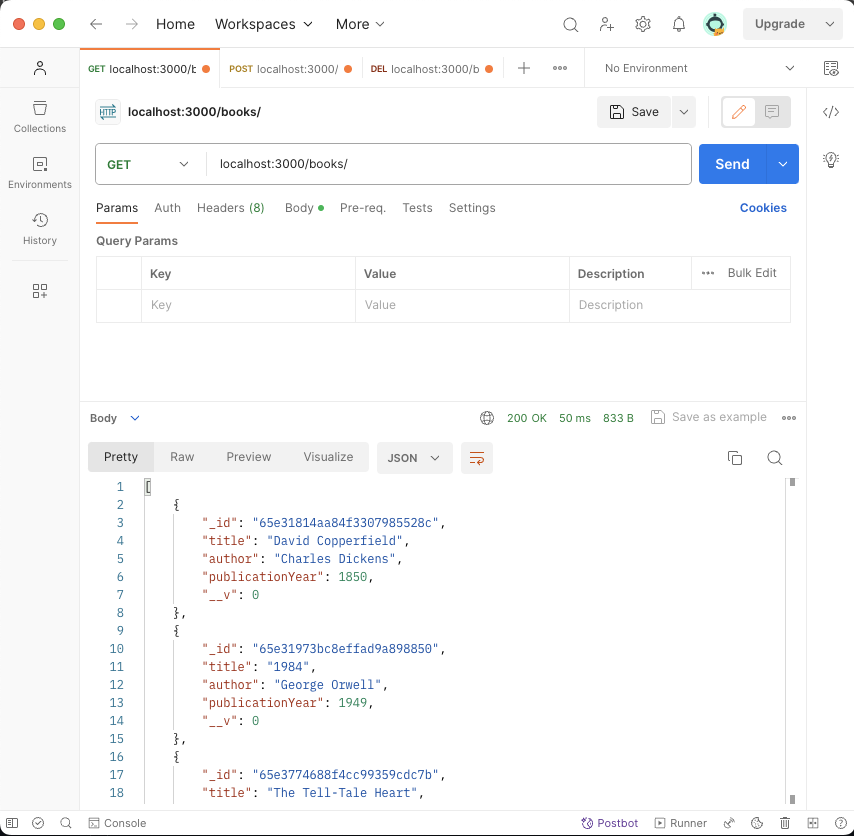 Home Workspaces More Upgrade
GET localhost:3000/b POST localhost:3000/ DEL localhost:3000/b No Environment
HTTP localhost:3000/books/ Save
Collections
Environments
History
GET localhost:3000/books/ Send
Params Auth Headers (8) Body Pre-req. Tests Settings Cookies
Query Params
Key Value Description Bulk Edit
Key Value Description
Body 200 OK 50 ms 833 B Save as example
Pretty Raw Preview Visualize JSON
1 [
2 {
3 "_id": "65e31814aa84f3307985528c",
4 "title": "David Copperfield",
5 "author": "Charles Dickens",
6 "publicationYear": 1850,
7 "__v": 0
8 },
9 {
10 "_id": "65e31973bc8effad9a898850",
11 "title": "1984",
12 "author": "George Orwell",
13 "publicationYear": 1949,
14 "__v": 0
15 },
16 {
17 "_id": "65e3774688f4cc99359cdc7b",
18 "title": "The Tell-Tale Heart",
Console Postbot Runner